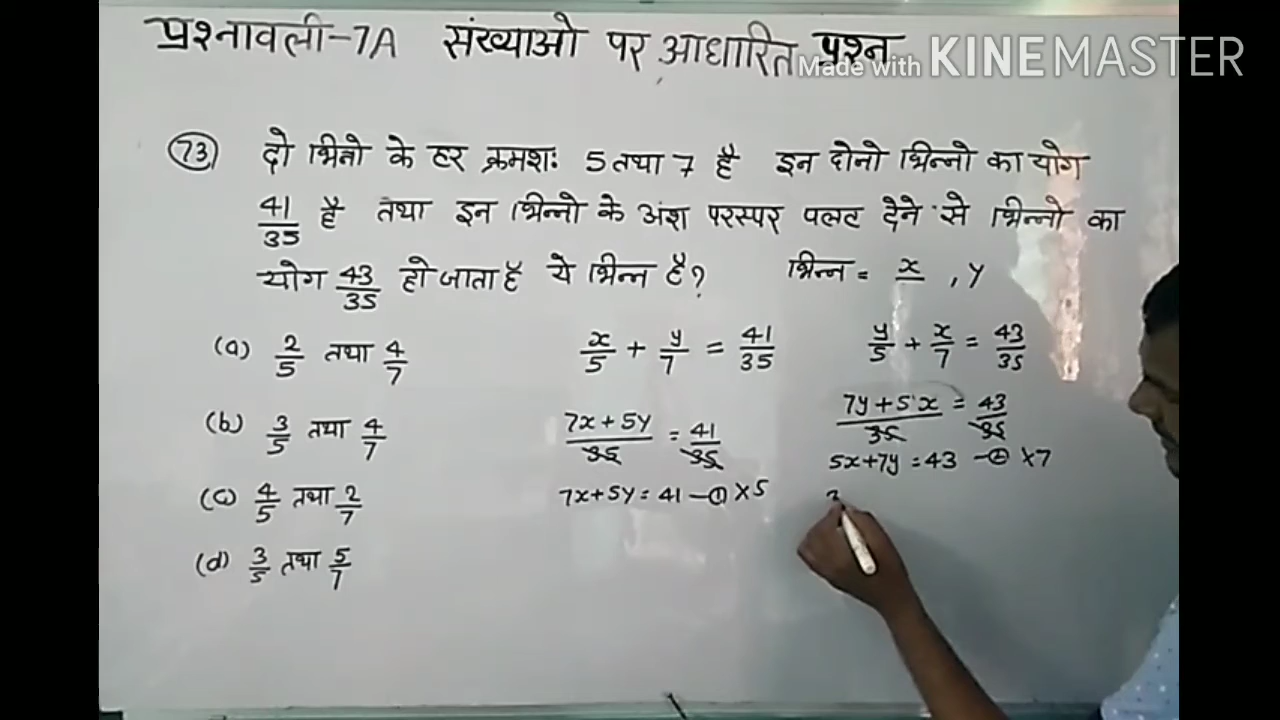 प्रश्नावली-7A संख्याओ पर आधारित प्रश्न
Made with KINEMASTER
73 दो भिन्नो के हर क्रमशः 5 तथा 7 है इन दोनो भिन्नो का योग
41/35 है तथा इन भिन्नो के अंश परस्पर पलट देने से भिन्नो का
योग 43/35 हो जाता है ये भिन्न है? भिन्न = x , y
(a) 2/5 तथा 4/7
x/5 + y/7 = 41/35
y/5 + x/7 = 43/35
(b) 3/5 तथा 4/7
7x+5y/35 = 41/35
7y+5x/35 = 43/35
5x+7y = 43 -② ×7
(c) 4/5 तथा 2/7
7x+5y = 41 -① ×5
3
(d) 3/5 तथा 5/7